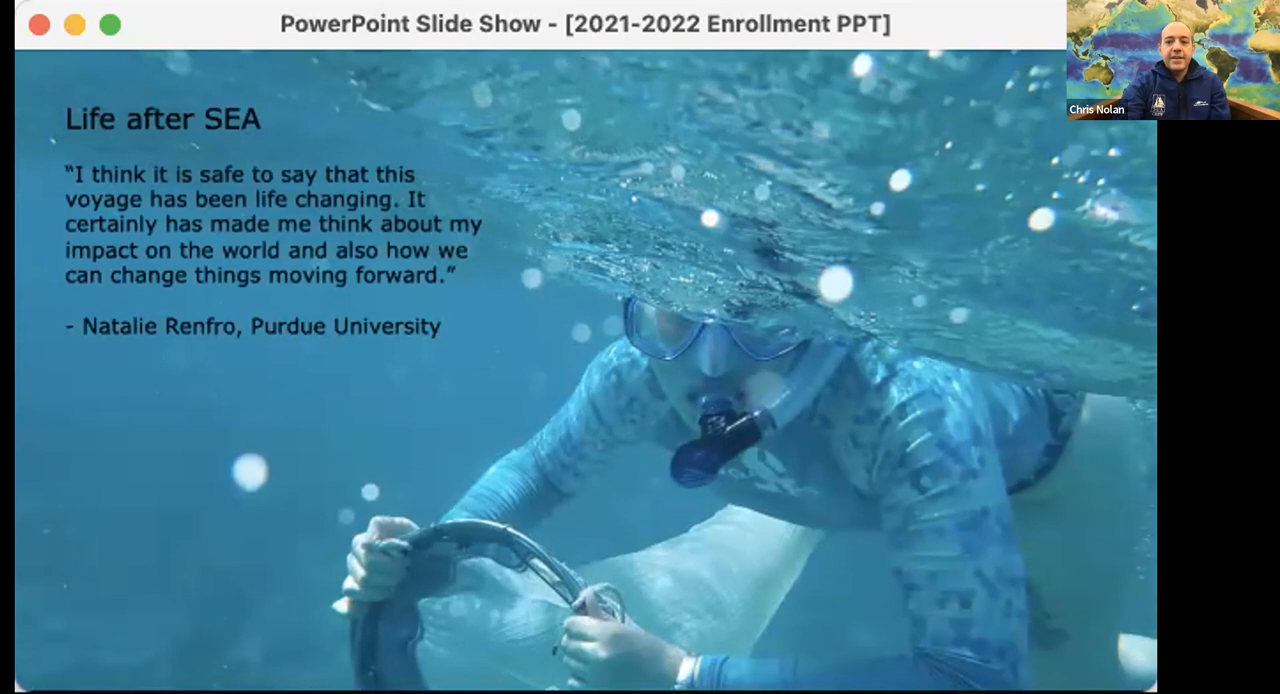 PowerPoint Slide Show - [2021-2022 Enrollment PPT]
Chris Nolan
Life after SEA
“I think it is safe to say that this
voyage has been life changing. It
certainly has made me think about my
impact on the world and also how we
can change things moving forward.”
- Natalie Renfro, Purdue University